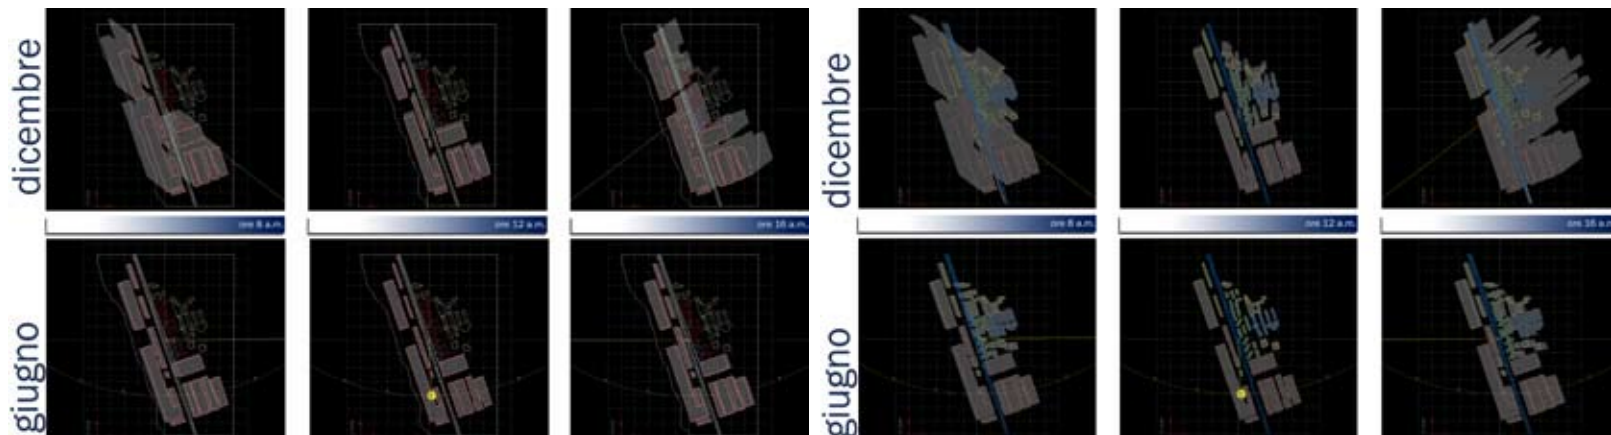 dicembre
dicembre
ore 8 a.m.
ore 12 a.m.
ore 16 a.m.
ore 8 a.m.
ore 12 a.m.
ore 16 a.m
giugno
giugno